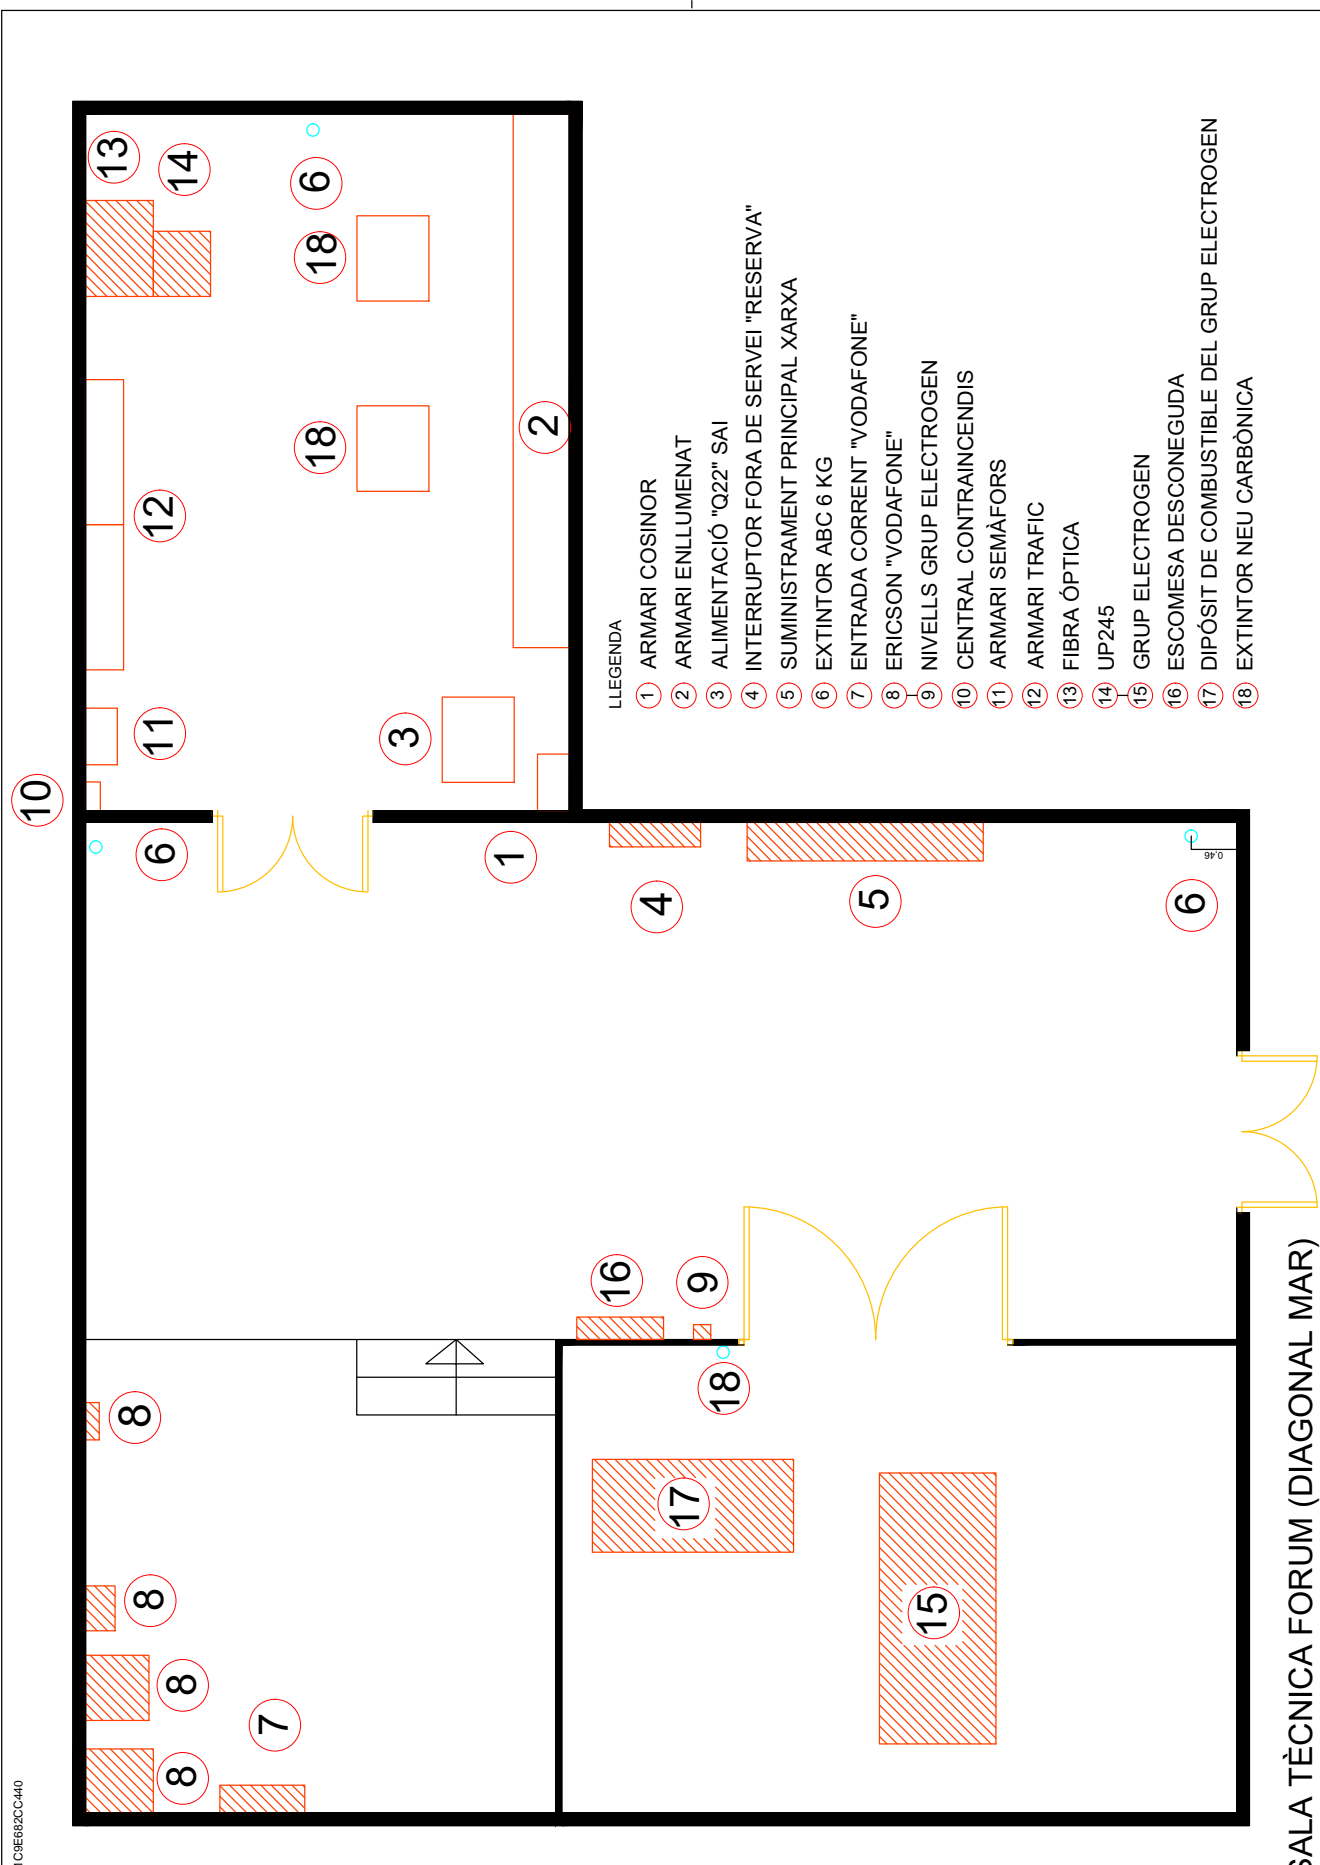 1C9E682CC440
13
14
6
18
18
12
2
11
3
10
6
1
4
5
6
0,46
16
9
18
8
17
8
15
8
7
8
LLEGENDA
1 ARMARI COSINOR
2 ARMARI ENLLUMENAT
3 ALIMENTACIÓ "Q22" SAI
4 INTERRUPTOR FORA DE SERVEI "RESERVA"
5 SUMINISTRAMENT PRINCIPAL XARXA
6 EXTINTOR ABC 6 KG
7 ENTRADA CORRENT "VODAFONE"
8 ERICSON "VODAFONE"
9 NIVELLS GRUP ELECTROGEN
10 CENTRAL CONTRAINCENDIS
11 ARMARI SEMÀFORS
12 ARMARI TRAFIC
13 FIBRA ÓPTICA
14 UP245
15 GRUP ELECTROGEN
16 ESCOMESA DESCONEGUDA
17 DIPÓSIT DE COMBUSTIBLE DEL GRUP ELECTROGEN
18 EXTINTOR NEU CARBÒNICA
SALA TÈCNICA FORUM (DIAGONAL MAR)